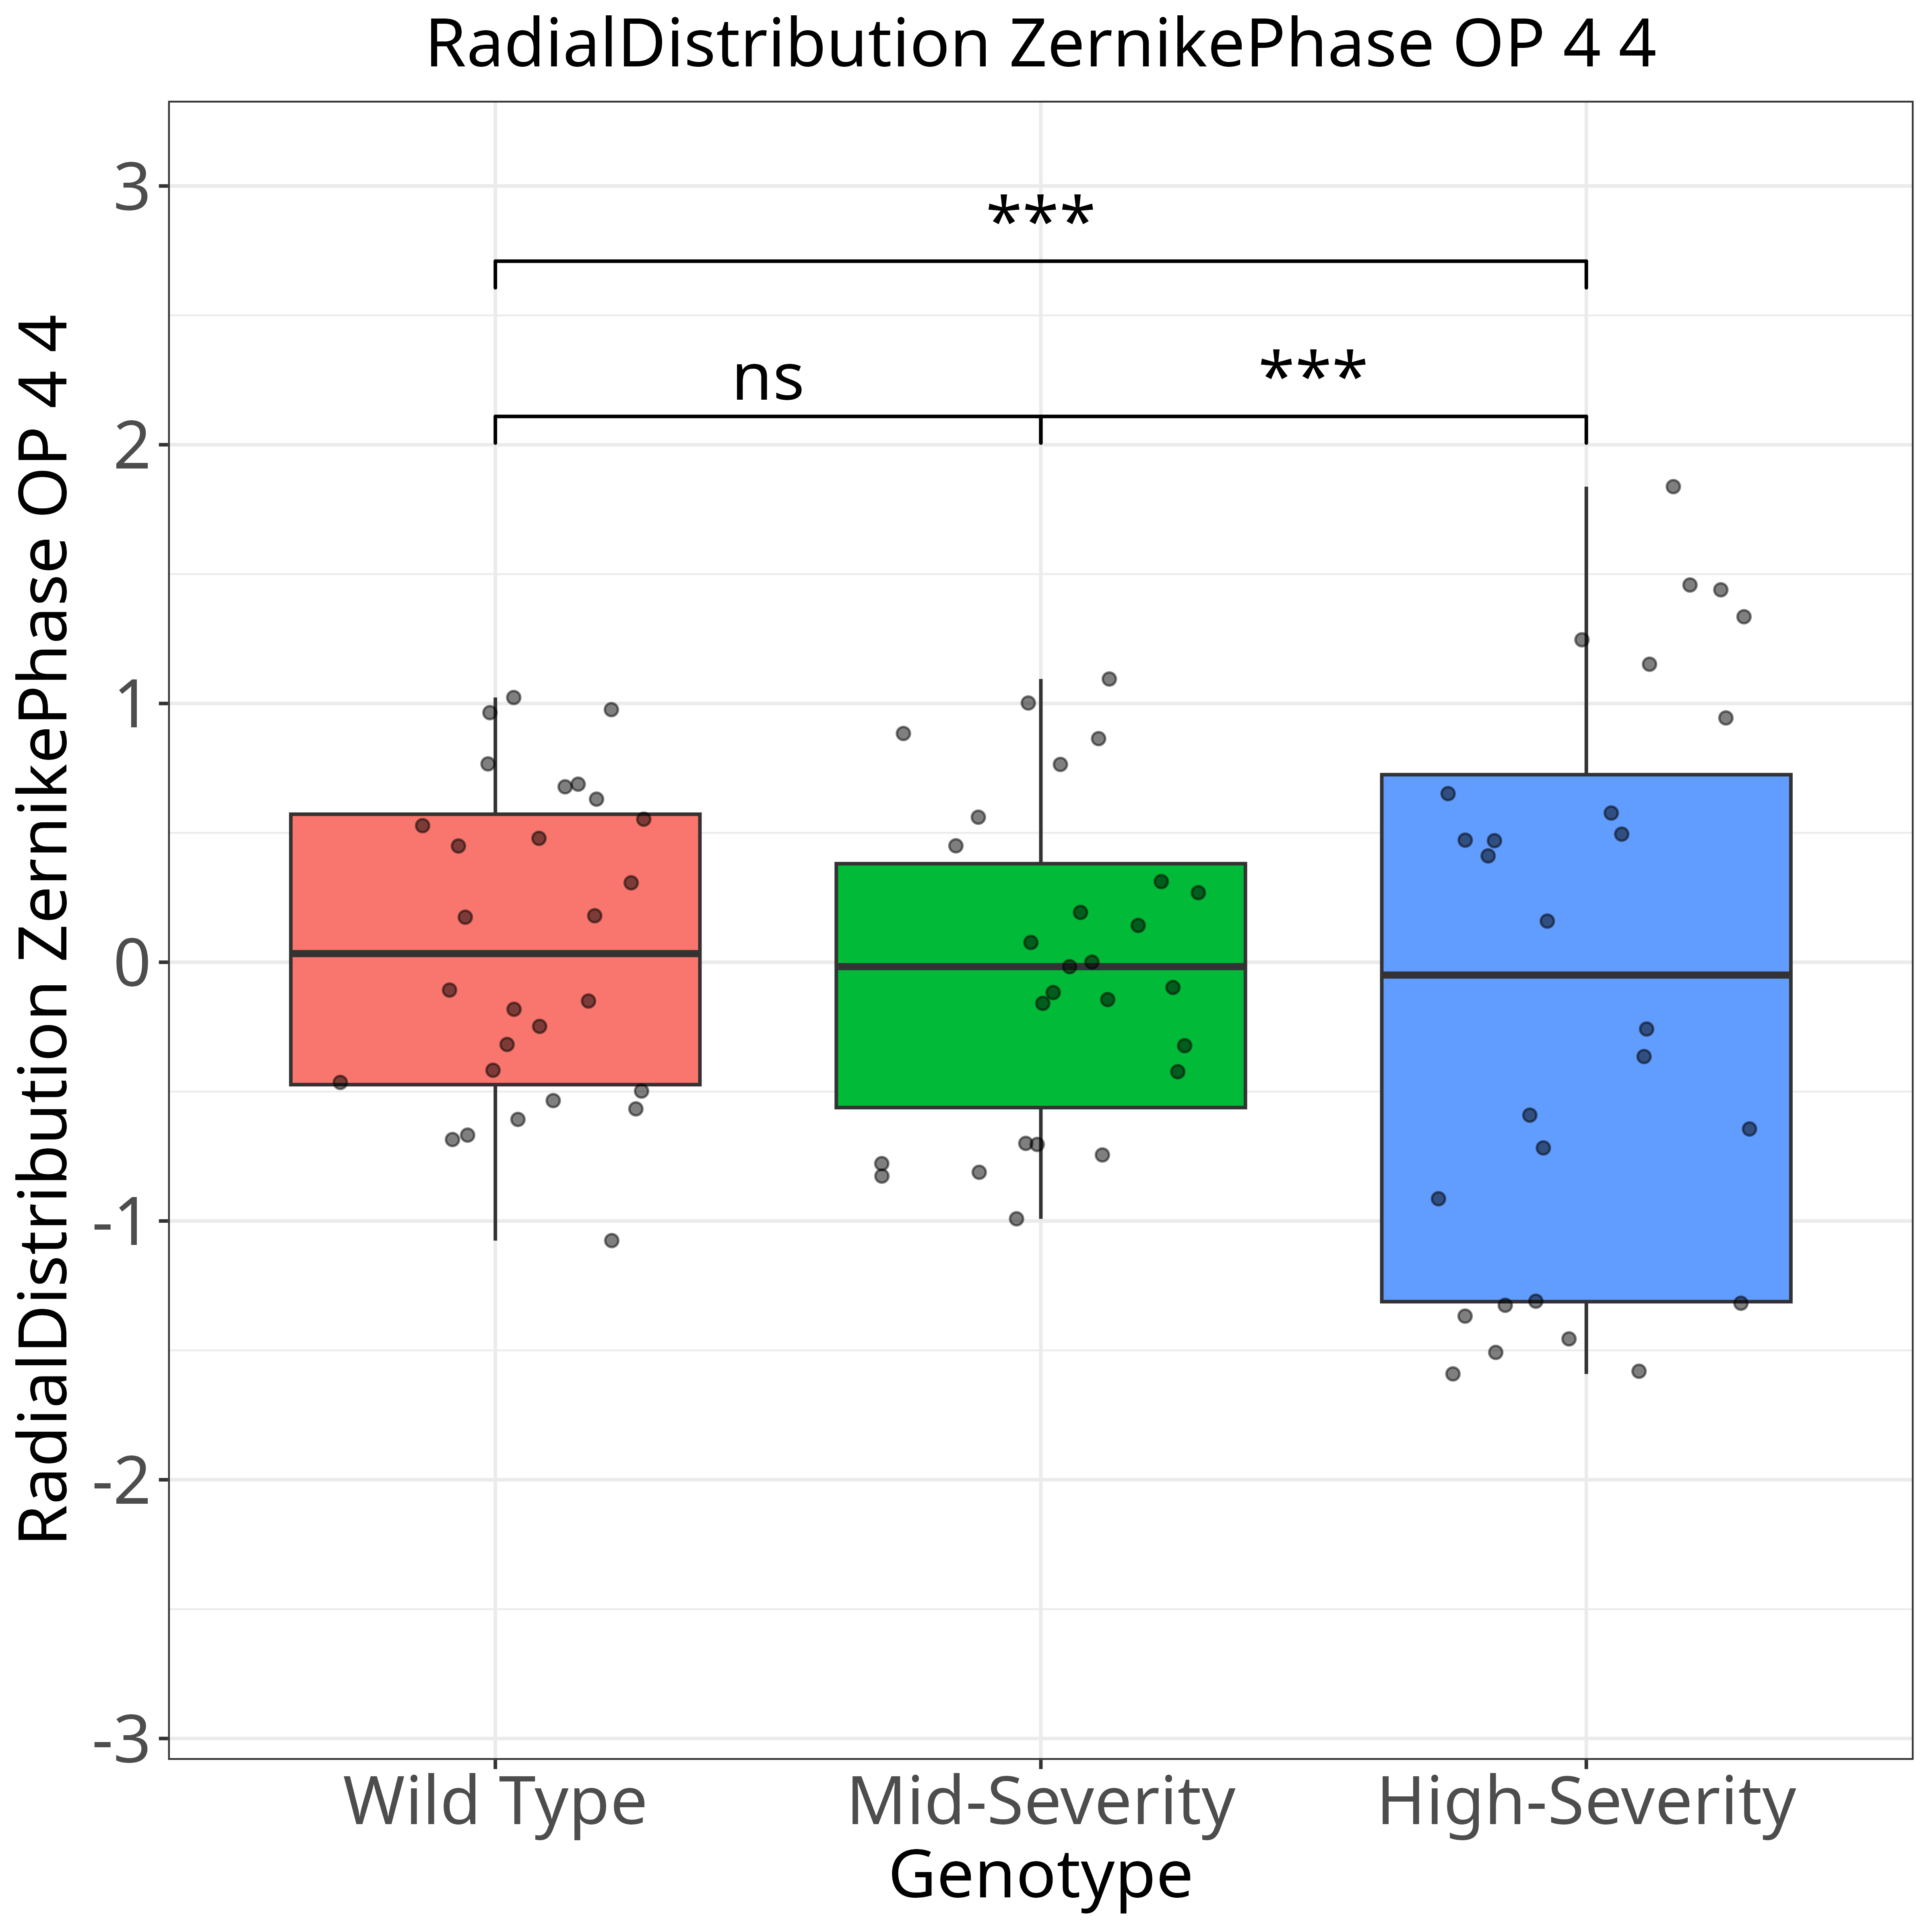 RadialDistribution ZernikePhase OP 4 4
RadialDistribution ZernikePhase OP 4 4
3
2
1
0
-1
-2
-3
***
ns
***
Wild Type
Mid-Severity
High-Severity
Genotype